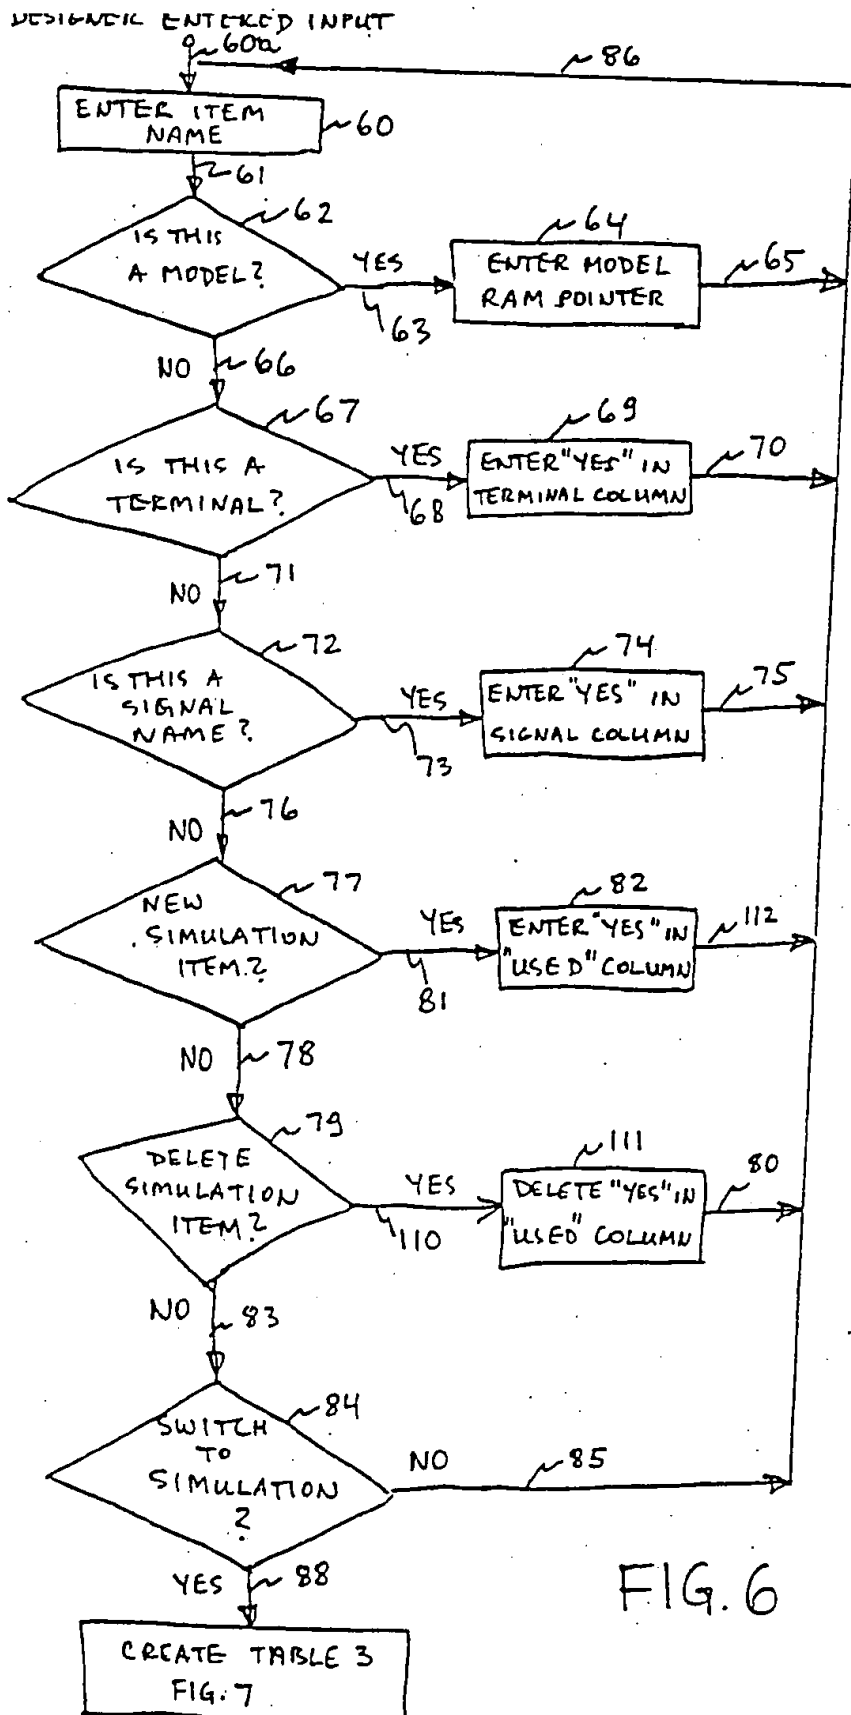 DESIGNER ENTERED INPUT
60a
86
ENTER ITEM
NAME
60
61
62
IS THIS
A MODEL?
YES
63
64
ENTER MODEL
RAM POINTER
65
NO
66
67
IS THIS A
TERMINAL?
YES
68
69
ENTER "YES" IN
TERMINAL COLUMN
70
NO
71
72
IS THIS A
SIGNAL
NAME?
YES
73
74
ENTER "YES" IN
SIGNAL COLUMN
75
NO
76
77
NEW
SIMULATION
ITEM?
YES
81
82
ENTER "YES" IN
"USED" COLUMN
112
NO
78
79
DELETE
SIMULATION
ITEM?
YES
110
111
DELETE "YES" IN
"USED" COLUMN
80
NO
83
84
SWITCH
TO
SIMULATION
?
NO
85
YES
88
CREATE TABLE 3
FIG. 7
FIG. 6